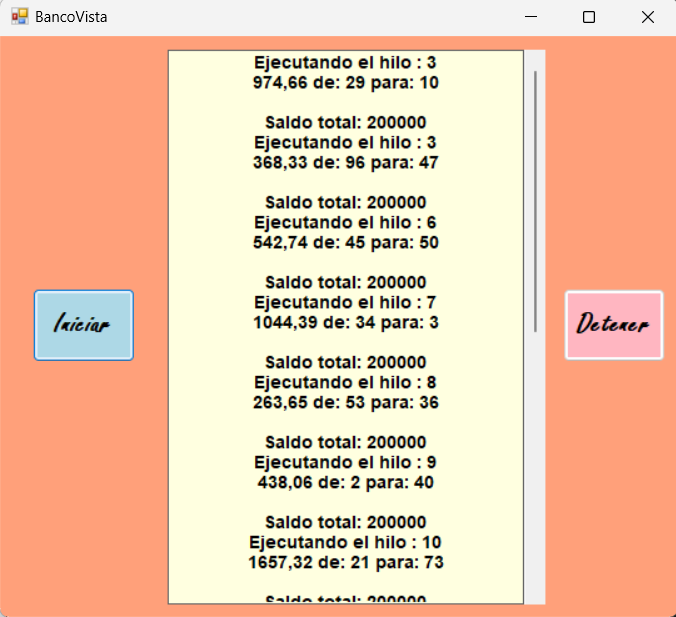 BancoVista
Ejecutando el hilo : 3
974,66 de: 29 para: 10
Saldo total: 200000
Ejecutando el hilo : 3
368,33 de: 96 para: 47
Saldo total: 200000
Ejecutando el hilo : 6
542,74 de: 45 para: 50
Saldo total: 200000
Ejecutando el hilo : 7
1044,39 de: 34 para: 3
Saldo total: 200000
Ejecutando el hilo : 8
263,65 de: 53 para: 36
Saldo total: 200000
Ejecutando el hilo : 9
438,06 de: 2 para: 40
Saldo total: 200000
Ejecutando el hilo : 10
1657,32 de: 21 para: 73
Saldo total: 200000
Iniciar
Detener